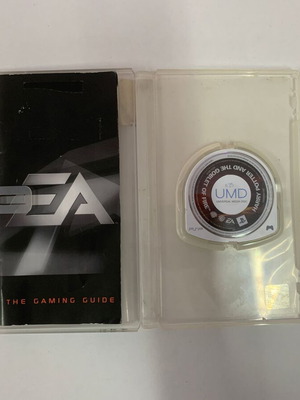 EA
THE GAMING GUIDE
UMD
HARRY POTTER AND THE GOBLET OF FIRE